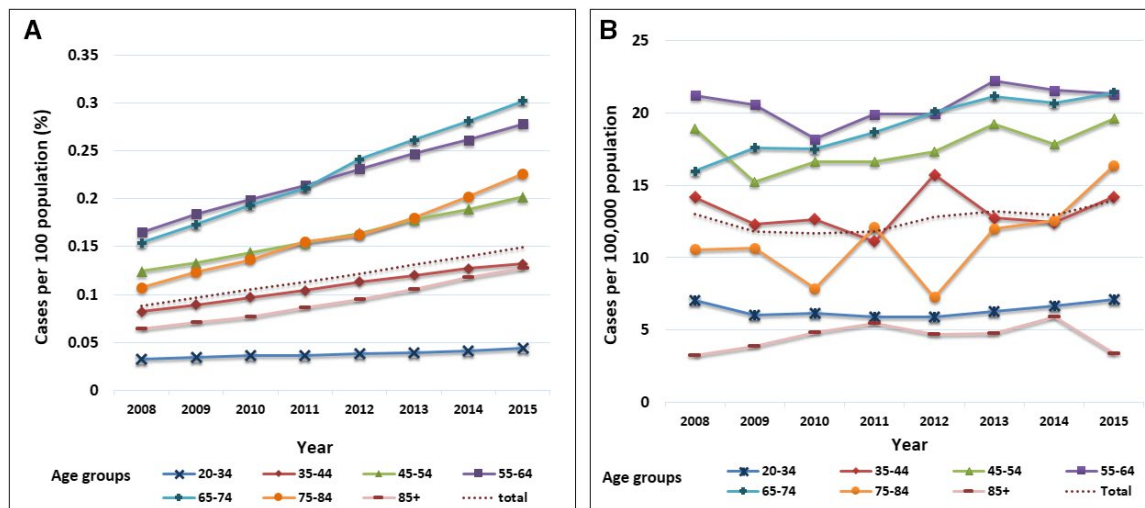 A
Cases per 100 population (%)
0.35
0.3
0.25
0.2
0.15
0.1
0.05
0
2008 2009 2010 2011 2012 2013 2014 2015
Year
Age groups
20-34 35-44 45-54 55-64
65-74 75-84 85+ total
B
Cases per 100,000 population
25
20
15
10
5
0
2008 2009 2010 2011 2012 2013 2014 2015
Year
Age groups
20-34 35-44 45-54 55-64
65-74 75-84 85+ Total